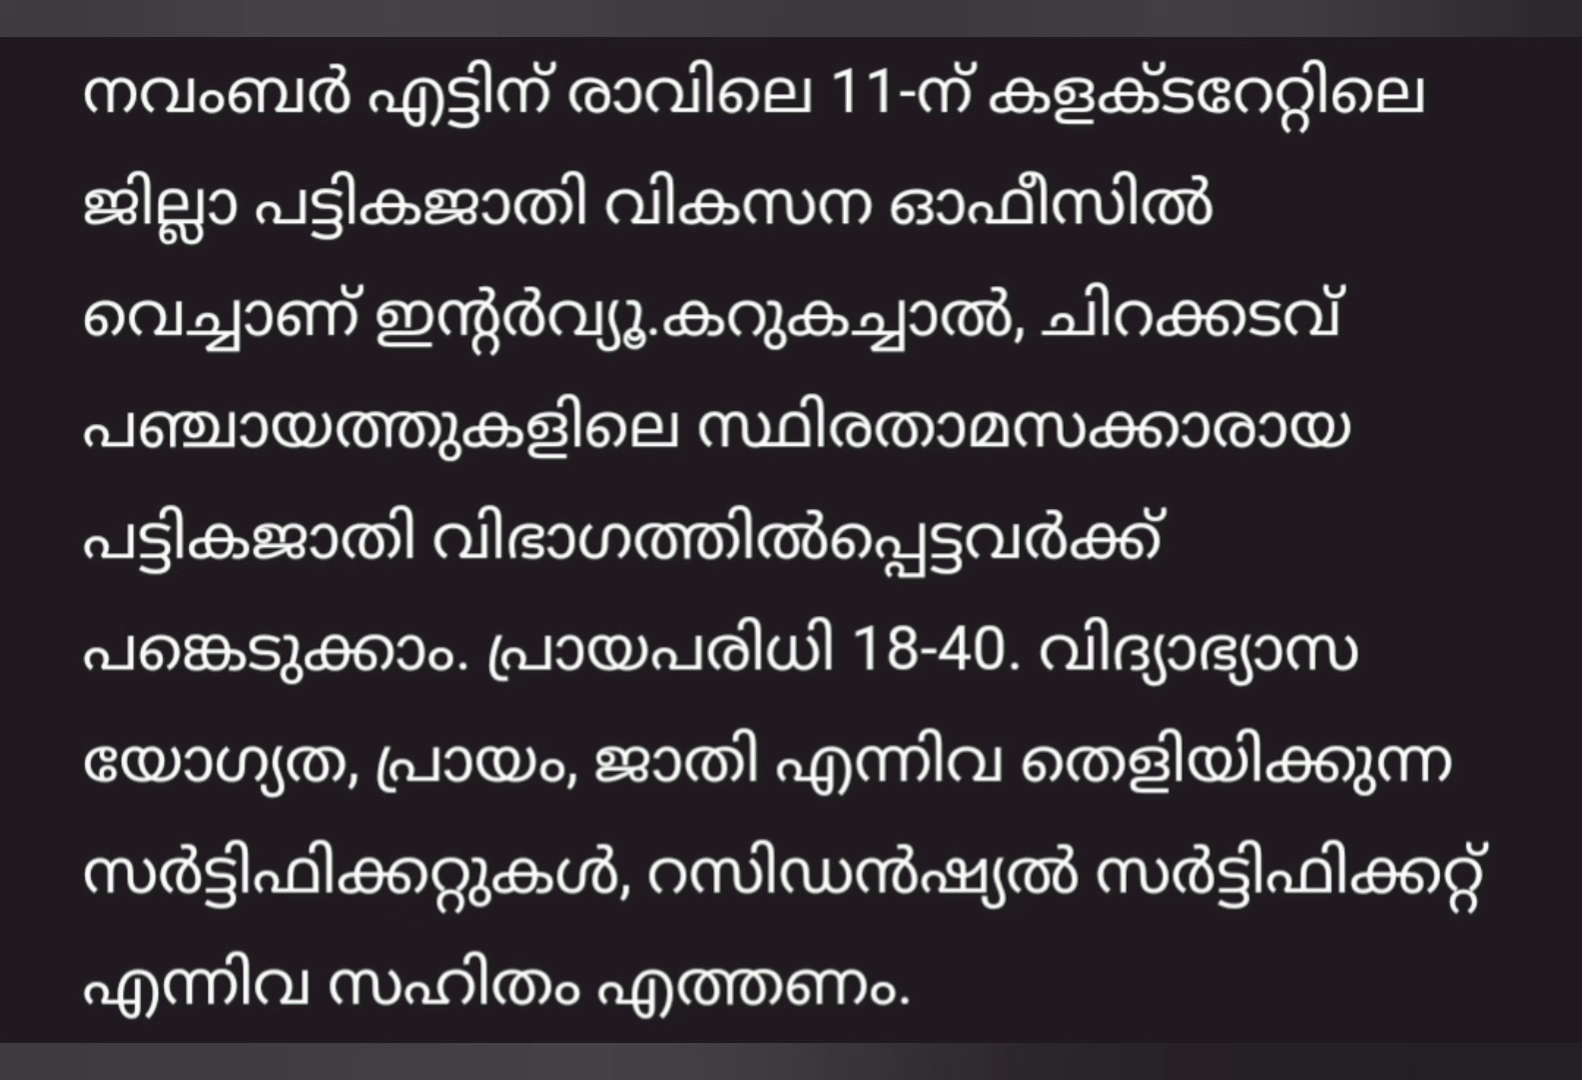 നവംബർ എട്ടിന് രാവിലെ 11-ന് കളക്ടറേറ്റിലെ
ജില്ലാ പട്ടികജാതി വികസന ഓഫീസിൽ
വെച്ചാണ് ഇന്റർവ്യൂ.കറുകച്ചാൽ, ചിറക്കടവ്
പഞ്ചായത്തുകളിലെ സ്ഥിരതാമസക്കാരായ
പട്ടികജാതി വിഭാഗത്തിൽപ്പെട്ടവർക്ക്
പങ്കെടുക്കാം. പ്രായപരിധി 18-40. വിദ്യാഭ്യാസ
യോഗ്യത, പ്രായം, ജാതി എന്നിവ തെളിയിക്കുന്ന
സർട്ടിഫിക്കറ്റുകൾ, റസിഡൻഷ്യൽ സർട്ടിഫിക്കറ്റ്
എന്നിവ സഹിതം എത്തണം.